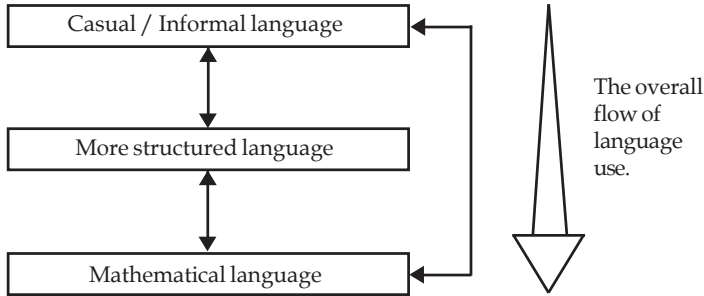 Casual / Informal language
More structured language
Mathematical language
The overall
flow of
language
use.